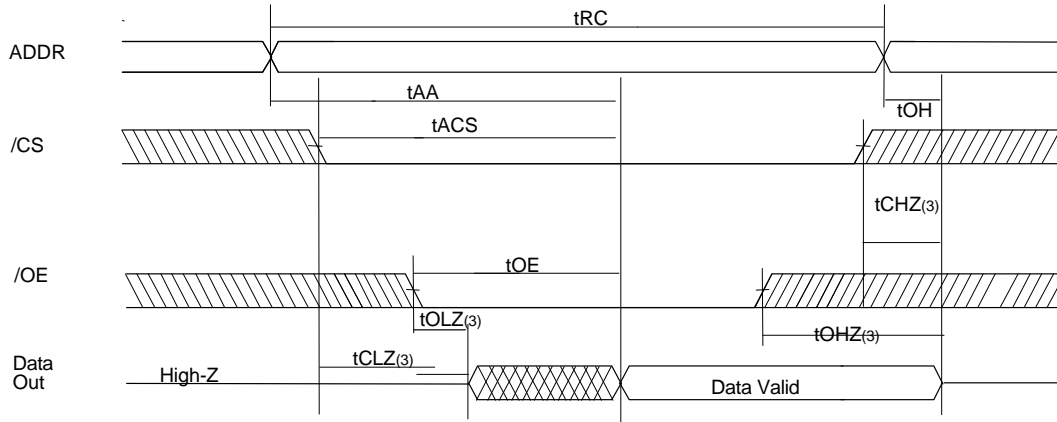 tRC
ADDR
tAA
tOH
tACS
/CS
tCHZ(3)
tOE
/OE
tOLZ(3)
tOHZ(3)
tCLZ(3)
Data
Out
High-Z
Data Valid